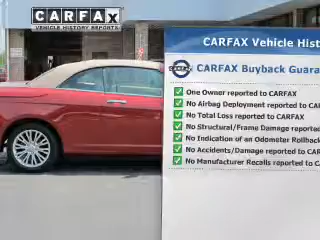 CARFAX
VEHICLE HISTORY REPORTS
CARFAX Vehicle Hist
CARFAX Buyback Guara
One Owner reported to CARFAX
No Airbag Deployment reported to CA
No Total Loss reported to CARFAX
No Structural/Frame Damage reported
No Indication of an Odometer Rollback
No Accidents/Damage reported to CAR
No Manufacturer Recalls reported to C